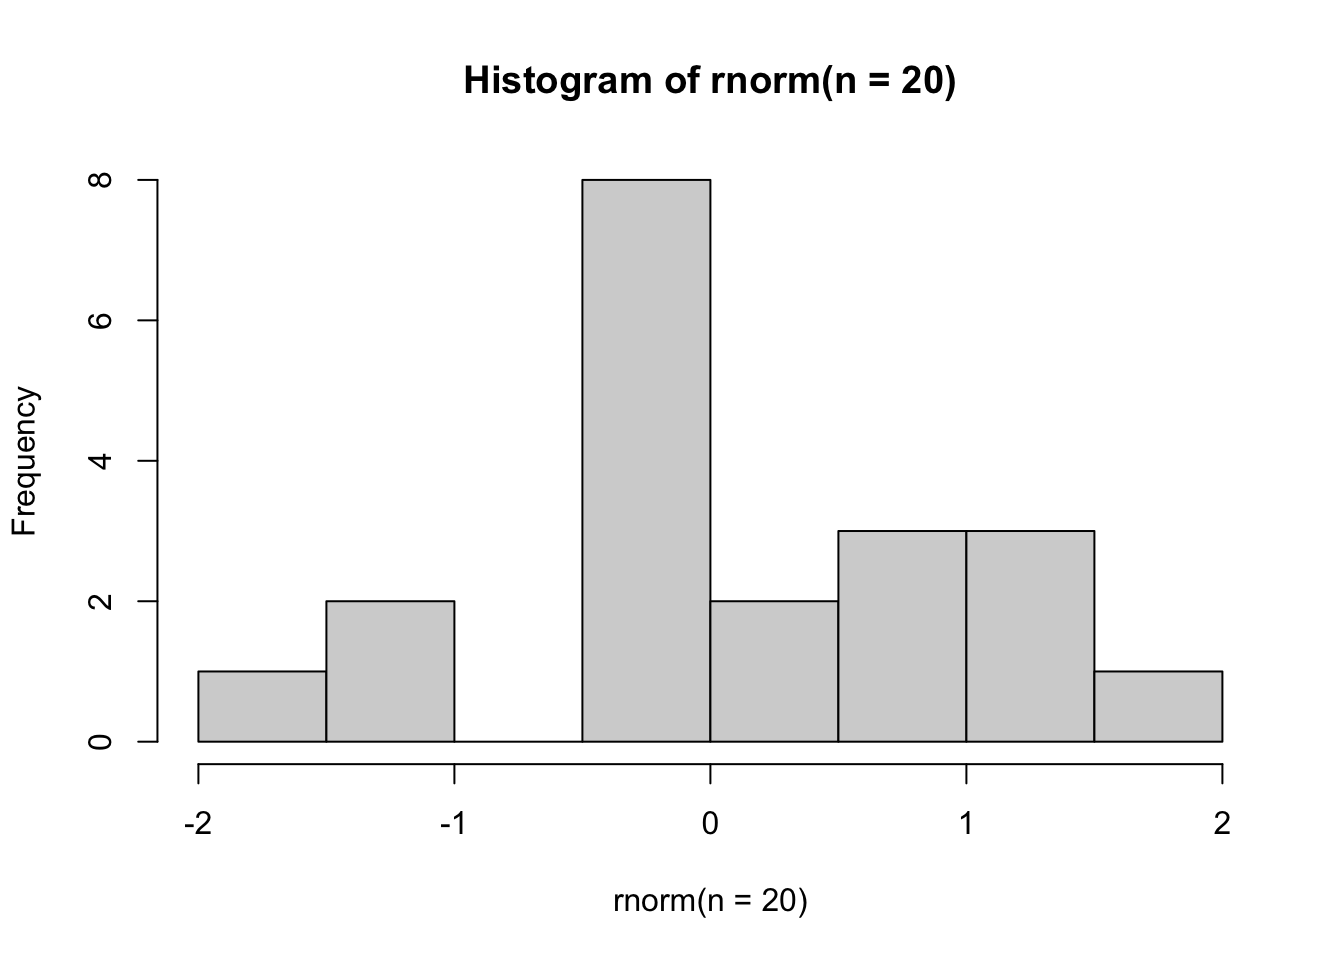 Histogram of rnorm(n = 20)
Frequency
8
6
4
2
0
-2 -1 0 1 2
rnorm(n = 20)